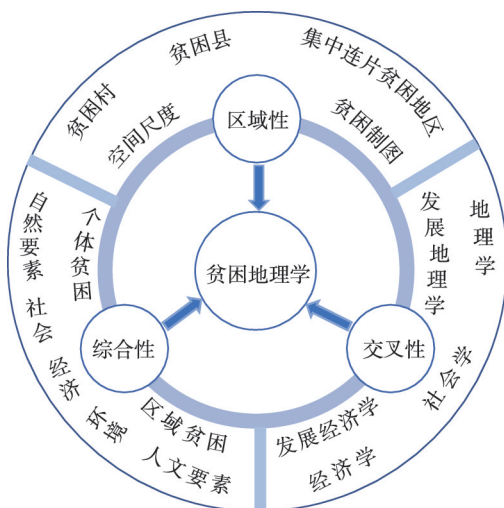 贫困县
集中连片贫困地区
贫困村
空间尺度
区域性
贫困制图
自然要素
个体贫困
贫困地理学
发展地理学
地理学
社会
综合性
交叉性
经济
环境
区域贫困
人文要素
发展经济学
经济学
社会学